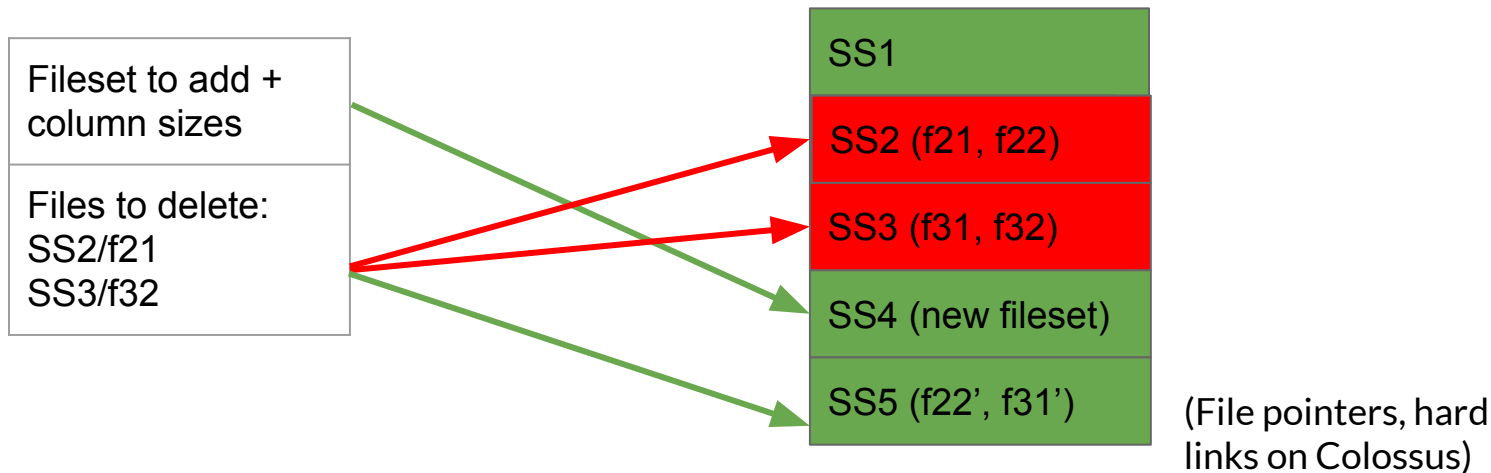 Fileset to add +
column sizes
Files to delete:
SS2/f21
SS3/f32
SS1
SS2 (f21, f22)
SS3 (f31, f32)
SS4 (new fileset)
SS5 (f22’, f31’)
(File pointers, hard
links on Colossus)